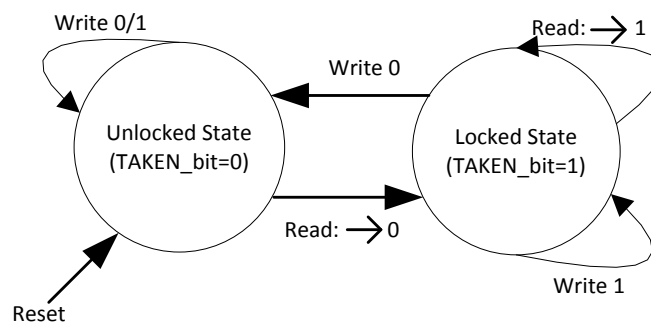 Write 0/1
Read: → 1
Write 0
Unlocked State
(TAKEN_bit=0)
Locked State
(TAKEN_bit=1)
Read: → 0
Write 1
Reset